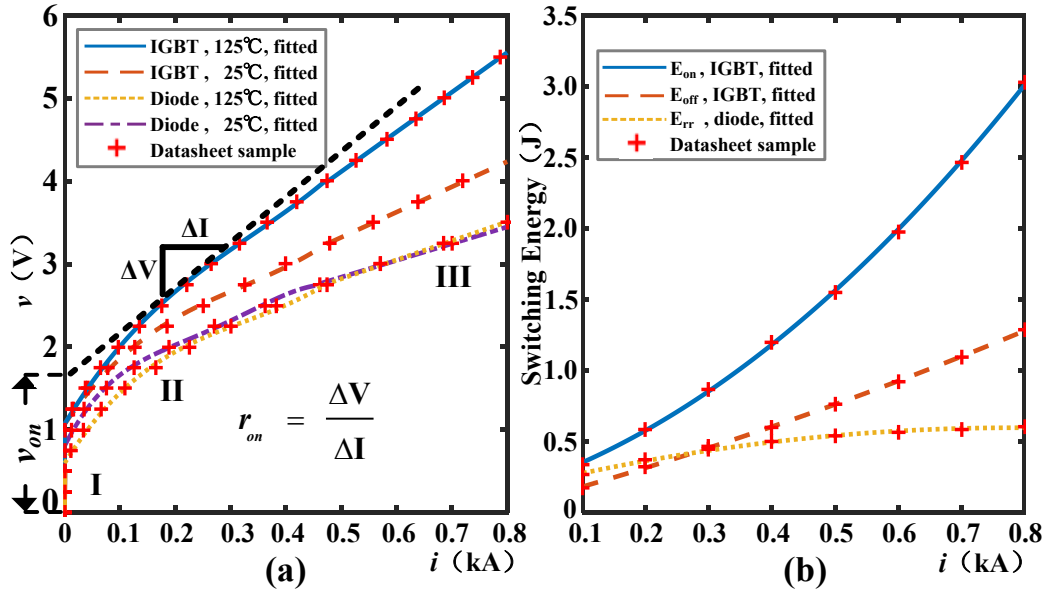 6
5
4
3
2
1
0
v (V)
v_on
IGBT , 125℃, fitted
IGBT , 25℃, fitted
Diode , 125℃, fitted
Diode , 25℃, fitted
Datasheet sample
ΔI
ΔV
III
II
I
r_on = ΔV / ΔI
0 0.1 0.2 0.3 0.4 0.5 0.6 0.7 0.8
i (kA)
(a)
3.0
2.5
2.0
1.5
1.0
0.5
0
Switching Energy (J)
E_on , IGBT, fitted
E_off , IGBT, fitted
E_rr , diode, fitted
Datasheet sample
0.1 0.2 0.3 0.4 0.5 0.6 0.7 0.8
i (kA)
(b)